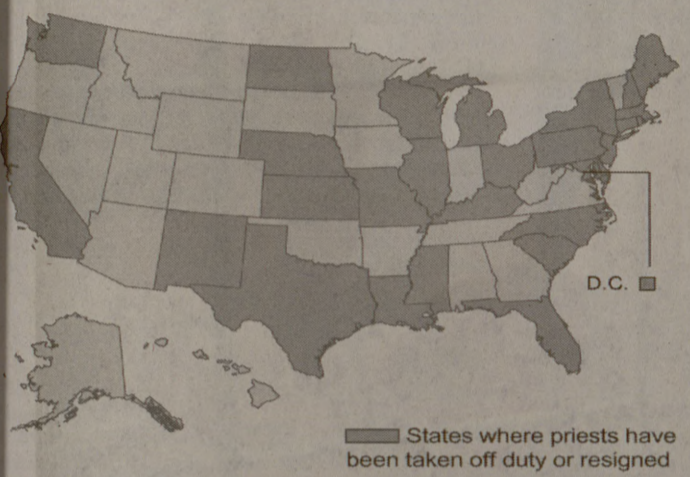 D.C.
States where priests have
been taken off duty or resigned